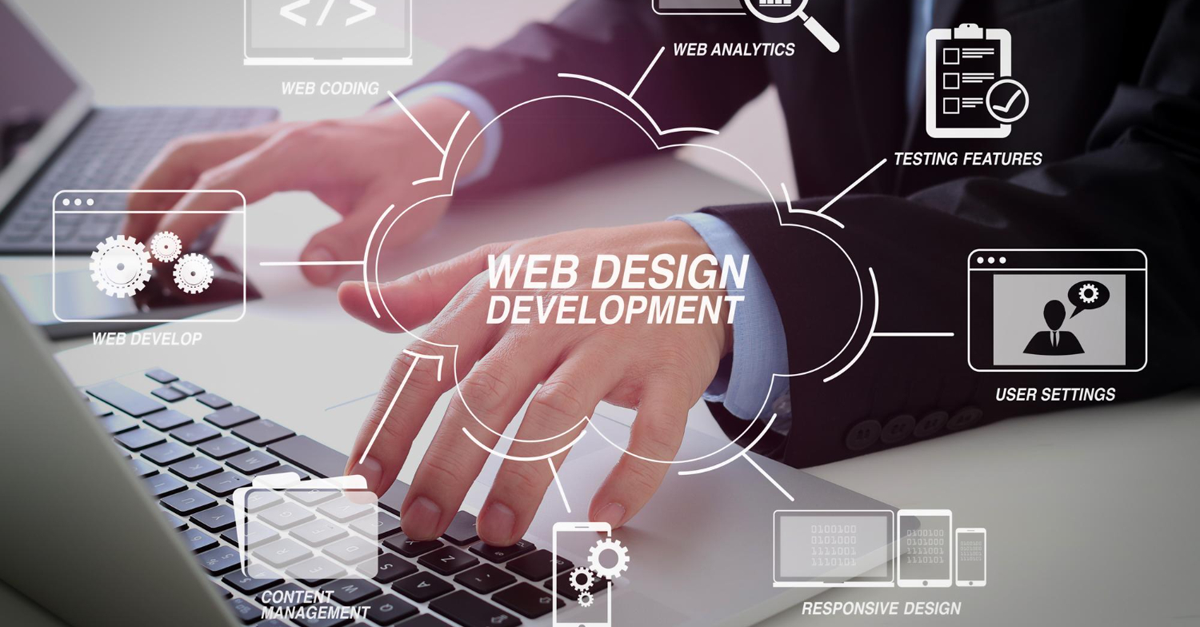 </>
WEB CODING
WEB ANALYTICS
TESTING FEATURES
WEB DESIGN
DEVELOPMENT
WEB DEVELOP
USER SETTINGS
CONTENT
MANAGEMENT
RESPONSIVE DESIGN